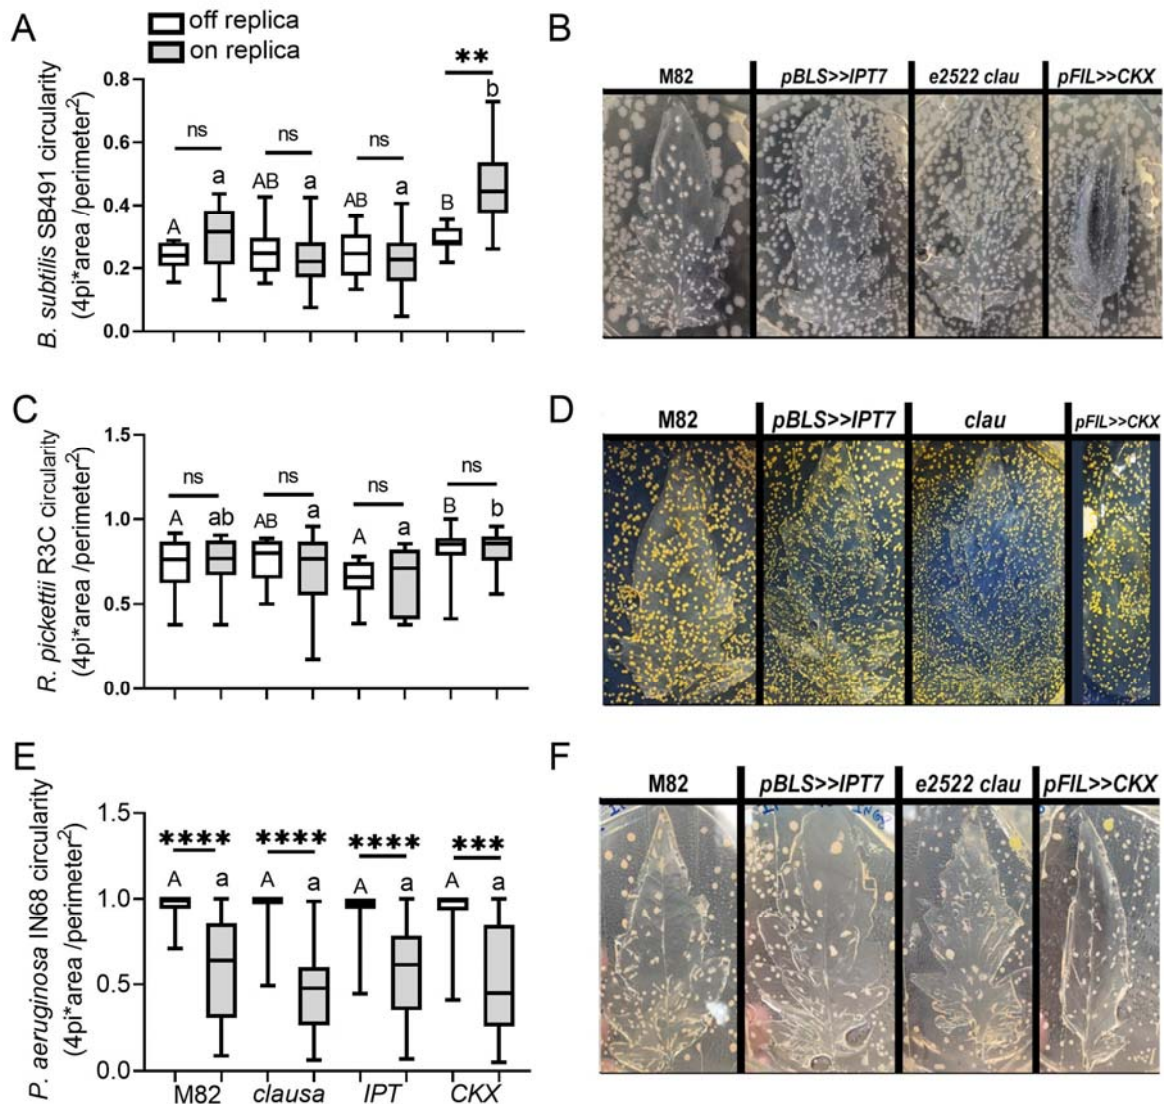 A
off replica
on replica
B. subtilis SB491 circularity
(4pi*area /perimeter²)
0.8
0.6
0.4
0.2
0.0
ns
ns
ns
**
A
a
AB
a
AB
a
B
b
B
M82
pBLS>>IPT7
e2522 clau
pFIL>>CKX
C
R. pickettii R3C circularity
(4pi*area /perimeter²)
1.5
1.0
0.5
0.0
ns
ns
ns
ns
A
ab
AB
a
A
a
B
b
D
M82
pBLS>>IPT7
clau
pFIL>>CKX
E
P. aeruginosa IN68 circularity
(4pi*area /perimeter²)
1.5
1.0
0.5
0.0
****
****
****
***
A
a
A
a
A
a
A
a
M82
clausa
IPT
CKX
F
M82
pBLS>>IPT7
e2522 clau
pFIL>>CKX